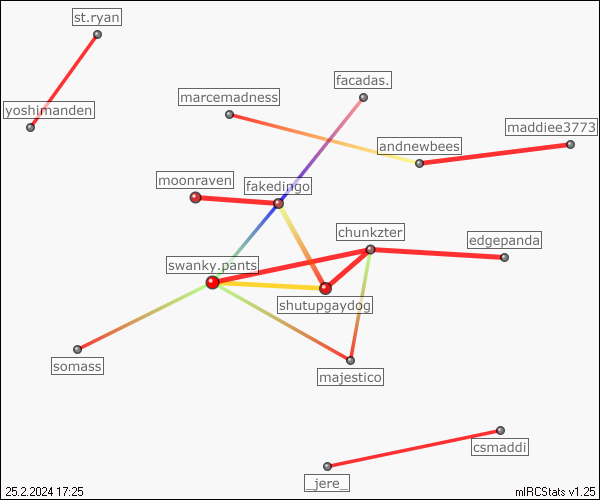 st.ryan
facadas.
marcemadness
yoshimanden
maddiee3773
andnewbees
moonraven
fakedingo
chunkzter
edgepanda
swanky.pants
shutupgaydog
somass
majestico
csmaddi
_jere_
25.2.2024 17:25
mIRCStats v1.25